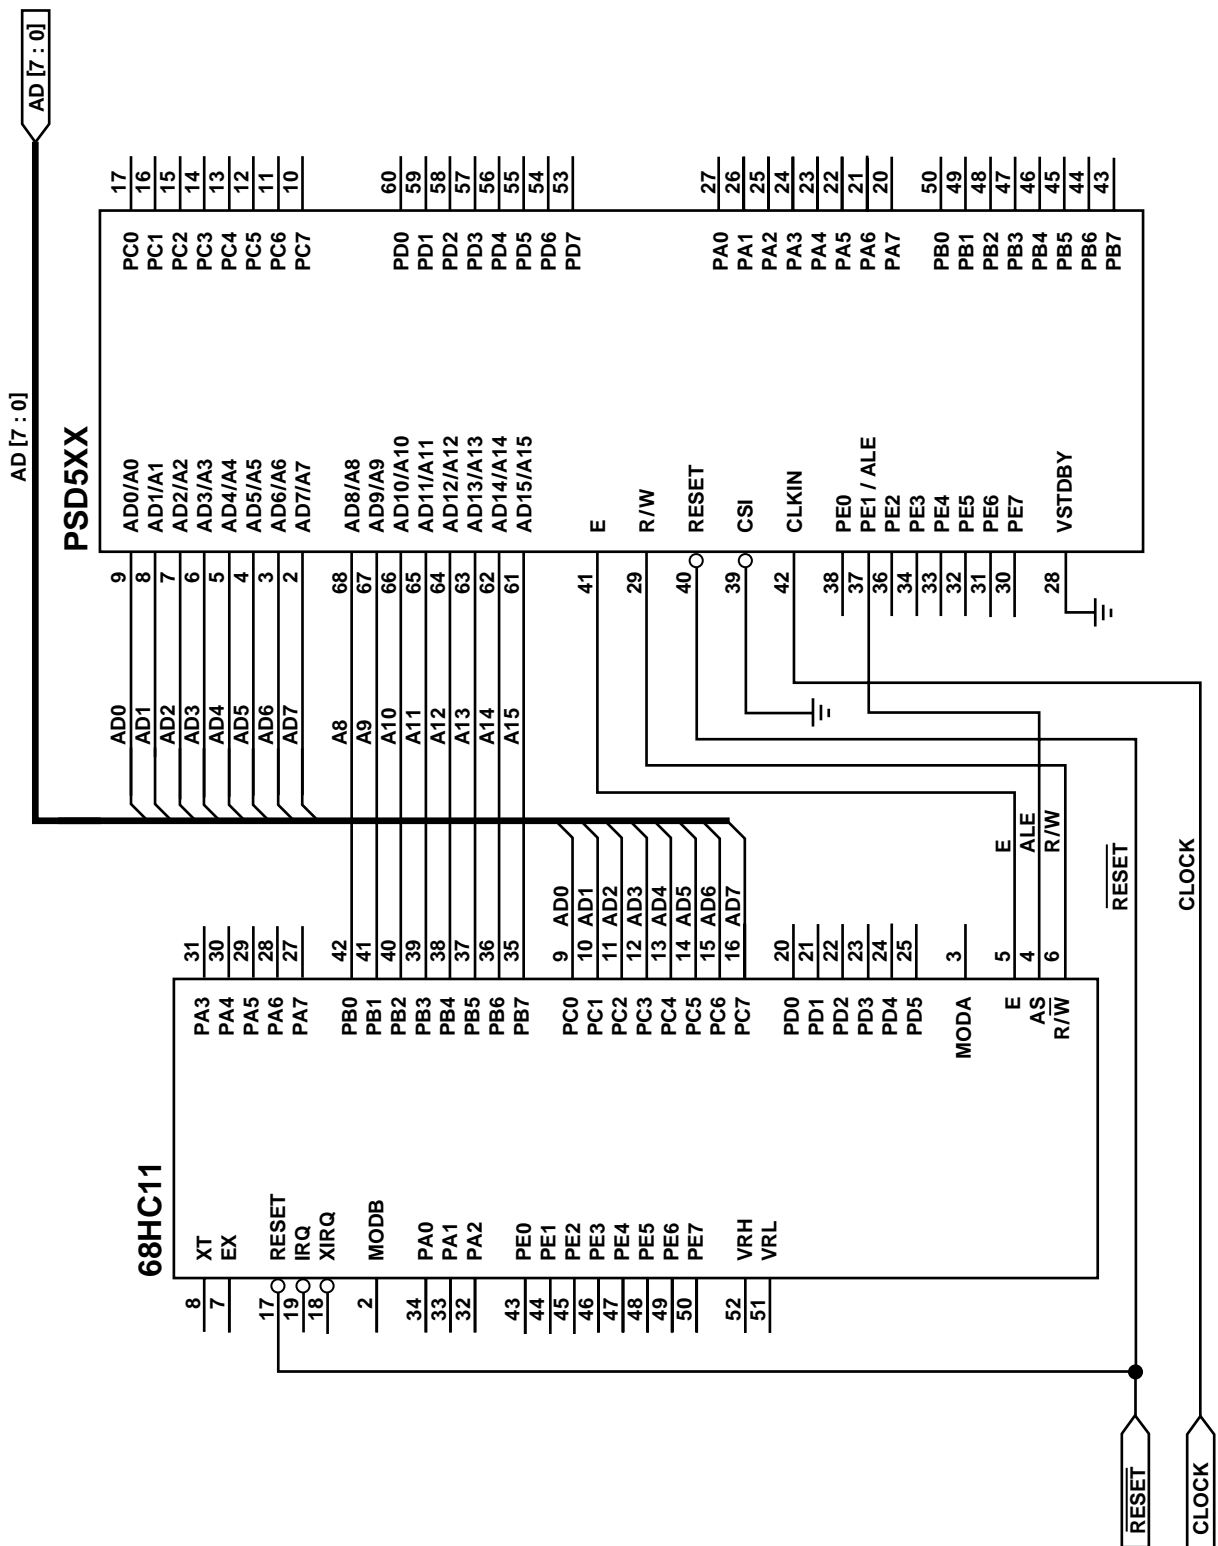 68HC11
8 XT
7 EX
17 RESET
19 IRQ
18 XIRQ
2 MODB
34 PA0
33 PA1
32 PA2
43 PE0
44 PE1
45 PE2
46 PE3
47 PE4
48 PE5
49 PE6
50 PE7
52 VRH
51 VRL
PA3 31
PA4 30
PA5 29
PA6 28
PA7 27
PB0 42
PB1 41
PB2 40
PB3 39
PB4 38
PB5 37
PB6 36
PB7 35
PC0 9 AD0
PC1 10 AD1
PC2 11 AD2
PC3 12 AD3
PC4 13 AD4
PC5 14 AD5
PC6 15 AD6
PC7 16 AD7
PD0 20
PD1 21
PD2 22
PD3 23
PD4 24
PD5 25
MODA 3
E 5 E
AS 4 ALE
R/W 6 R/W
RESET
CLOCK
RESET
CLOCK
AD [7 : 0]
AD [7 : 0]
PSD5XX
AD0 9 AD0/A0
AD1 8 AD1/A1
AD2 7 AD2/A2
AD3 6 AD3/A3
AD4 5 AD4/A4
AD5 4 AD5/A5
AD6 3 AD6/A6
AD7 2 AD7/A7
A8 68 AD8/A8
A9 67 AD9/A9
A10 66 AD10/A10
A11 65 AD11/A11
A12 64 AD12/A12
A13 63 AD13/A13
A14 62 AD14/A14
A15 61 AD15/A15
41 E
29 R/W
40 RESET
39 CSI
42 CLKIN
38 PE0
37 PE1 / ALE
36 PE2
34 PE3
33 PE4
32 PE5
31 PE6
30 PE7
28 VSTDBY
PC0 17
PC1 16
PC2 15
PC3 14
PC4 13
PC5 12
PC6 11
PC7 10
PD0 60
PD1 59
PD2 58
PD3 57
PD4 56
PD5 55
PD6 54
PD7 53
PA0 27
PA1 26
PA2 25
PA3 24
PA4 23
PA5 22
PA6 21
PA7 20
PB0 50
PB1 49
PB2 48
PB3 47
PB4 46
PB5 45
PB6 44
PB7 43